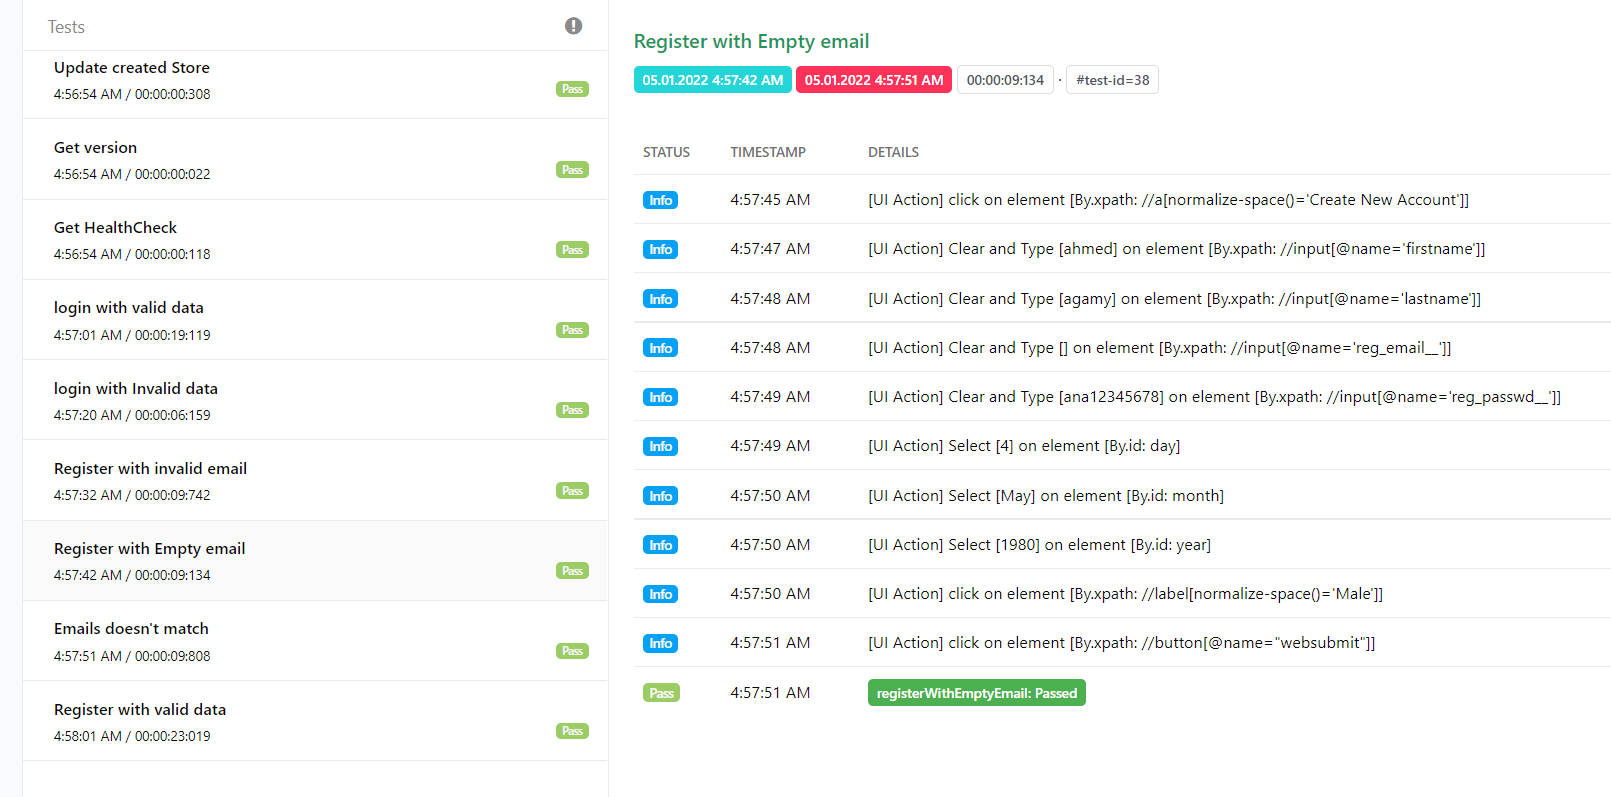 Tests
Update created Store
4:56:54 AM / 00:00:00:308
Pass
Get version
4:56:54 AM / 00:00:00:022
Pass
Get HealthCheck
4:56:54 AM / 00:00:00:118
Pass
login with valid data
4:57:01 AM / 00:00:19:119
Pass
login with Invalid data
4:57:20 AM / 00:00:06:159
Pass
Register with invalid email
4:57:32 AM / 00:00:09:742
Pass
Register with Empty email
4:57:42 AM / 00:00:09:134
Pass
Emails doesn't match
4:57:51 AM / 00:00:09:808
Pass
Register with valid data
4:58:01 AM / 00:00:23:019
Pass
Register with Empty email
05.01.2022 4:57:42 AM 05.01.2022 4:57:51 AM 00:00:09:134 · #test-id=38
STATUS TIMESTAMP DETAILS
Info 4:57:45 AM [UI Action] click on element [By.xpath: //a[normalize-space()='Create New Account']]
Info 4:57:47 AM [UI Action] Clear and Type [ahmed] on element [By.xpath: //input[@name='firstname']]
Info 4:57:48 AM [UI Action] Clear and Type [agamy] on element [By.xpath: //input[@name='lastname']]
Info 4:57:48 AM [UI Action] Clear and Type [] on element [By.xpath: //input[@name='reg_email__']]
Info 4:57:49 AM [UI Action] Clear and Type [ana12345678] on element [By.xpath: //input[@name='reg_passwd__']]
Info 4:57:49 AM [UI Action] Select [4] on element [By.id: day]
Info 4:57:50 AM [UI Action] Select [May] on element [By.id: month]
Info 4:57:50 AM [UI Action] Select [1980] on element [By.id: year]
Info 4:57:50 AM [UI Action] click on element [By.xpath: //label[normalize-space()='Male']]
Info 4:57:51 AM [UI Action] click on element [By.xpath: //button[@name="websubmit"]]
Pass 4:57:51 AM registerWithEmptyEmail: Passed